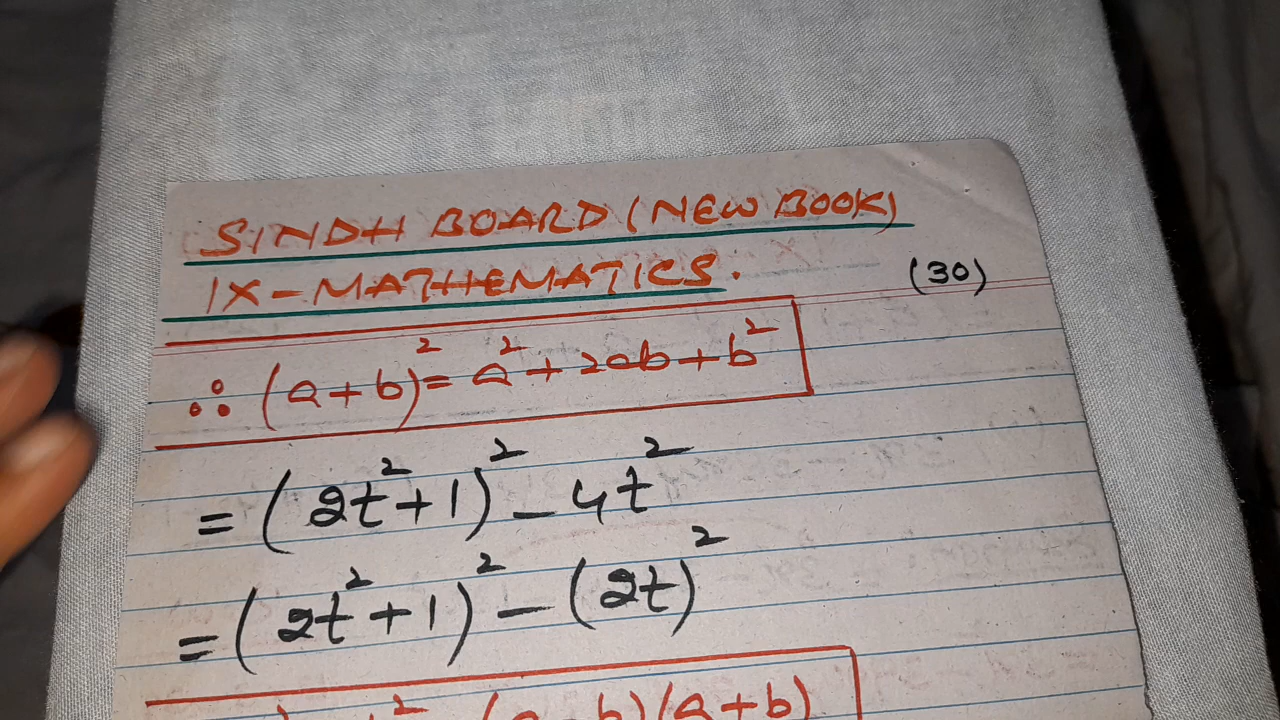 SINDH BOARD (NEW BOOK)
IX-MATHEMATICS.
(30)
∴ (a+b)² = a² + 2ab + b²
= (2t²+1)² - 4t²
= (2t²+1)² - (2t)²
(a-b)(a+b)